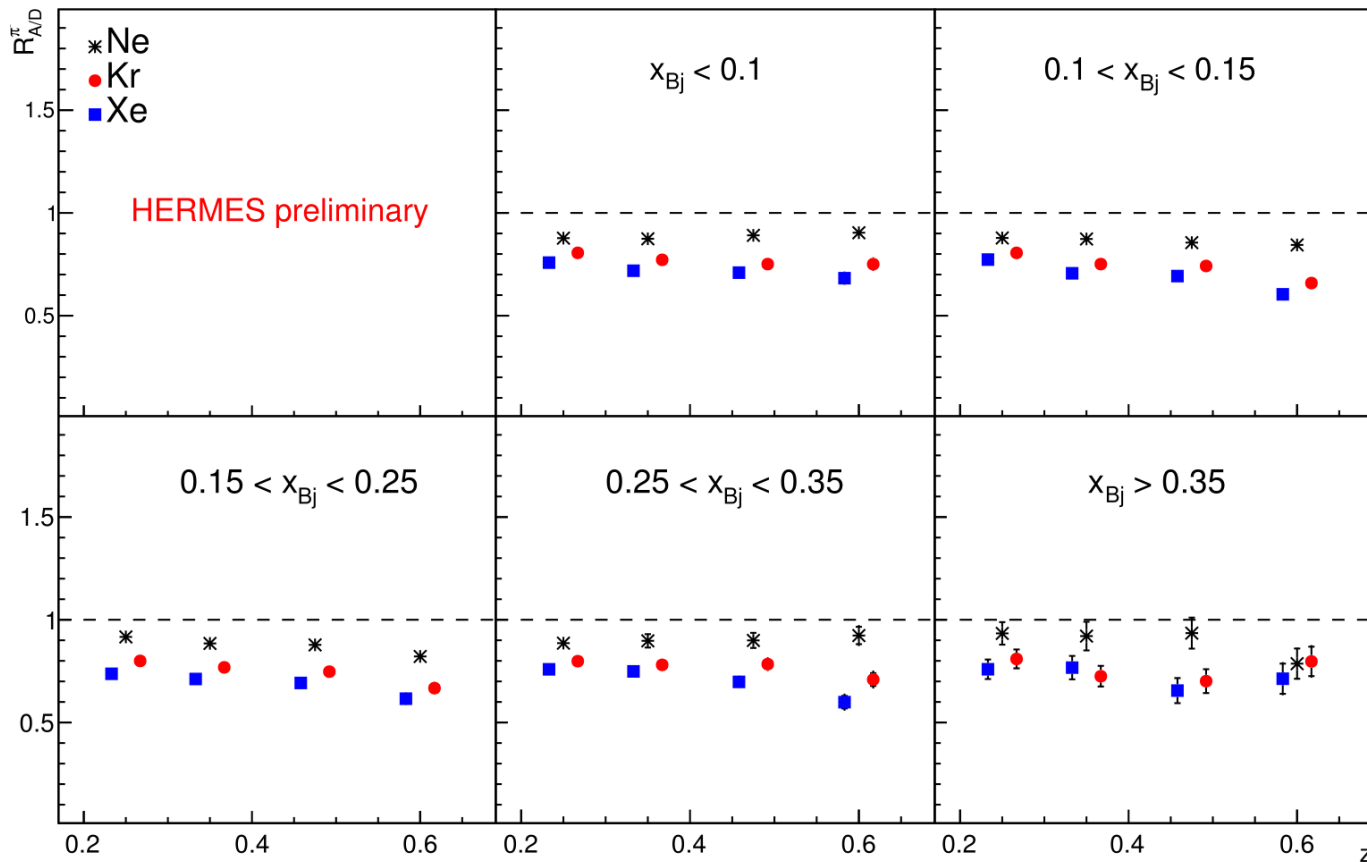 R^π_A/D
Ne
Kr
Xe
HERMES preliminary
x_Bj < 0.1
0.1 < x_Bj < 0.15
1.5
1
0.5
0.15 < x_Bj < 0.25
0.25 < x_Bj < 0.35
x_Bj > 0.35
1.5
1
0.5
0.2 0.4 0.6 0.2 0.4 0.6 0.2 0.4 0.6 z